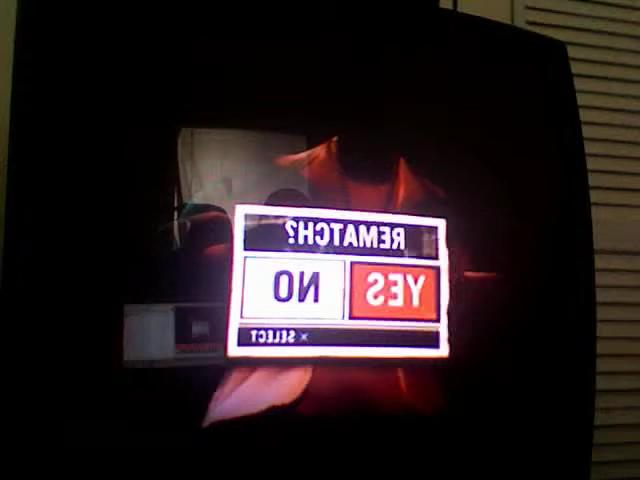 REMATCH?
YES NO
× SELECT